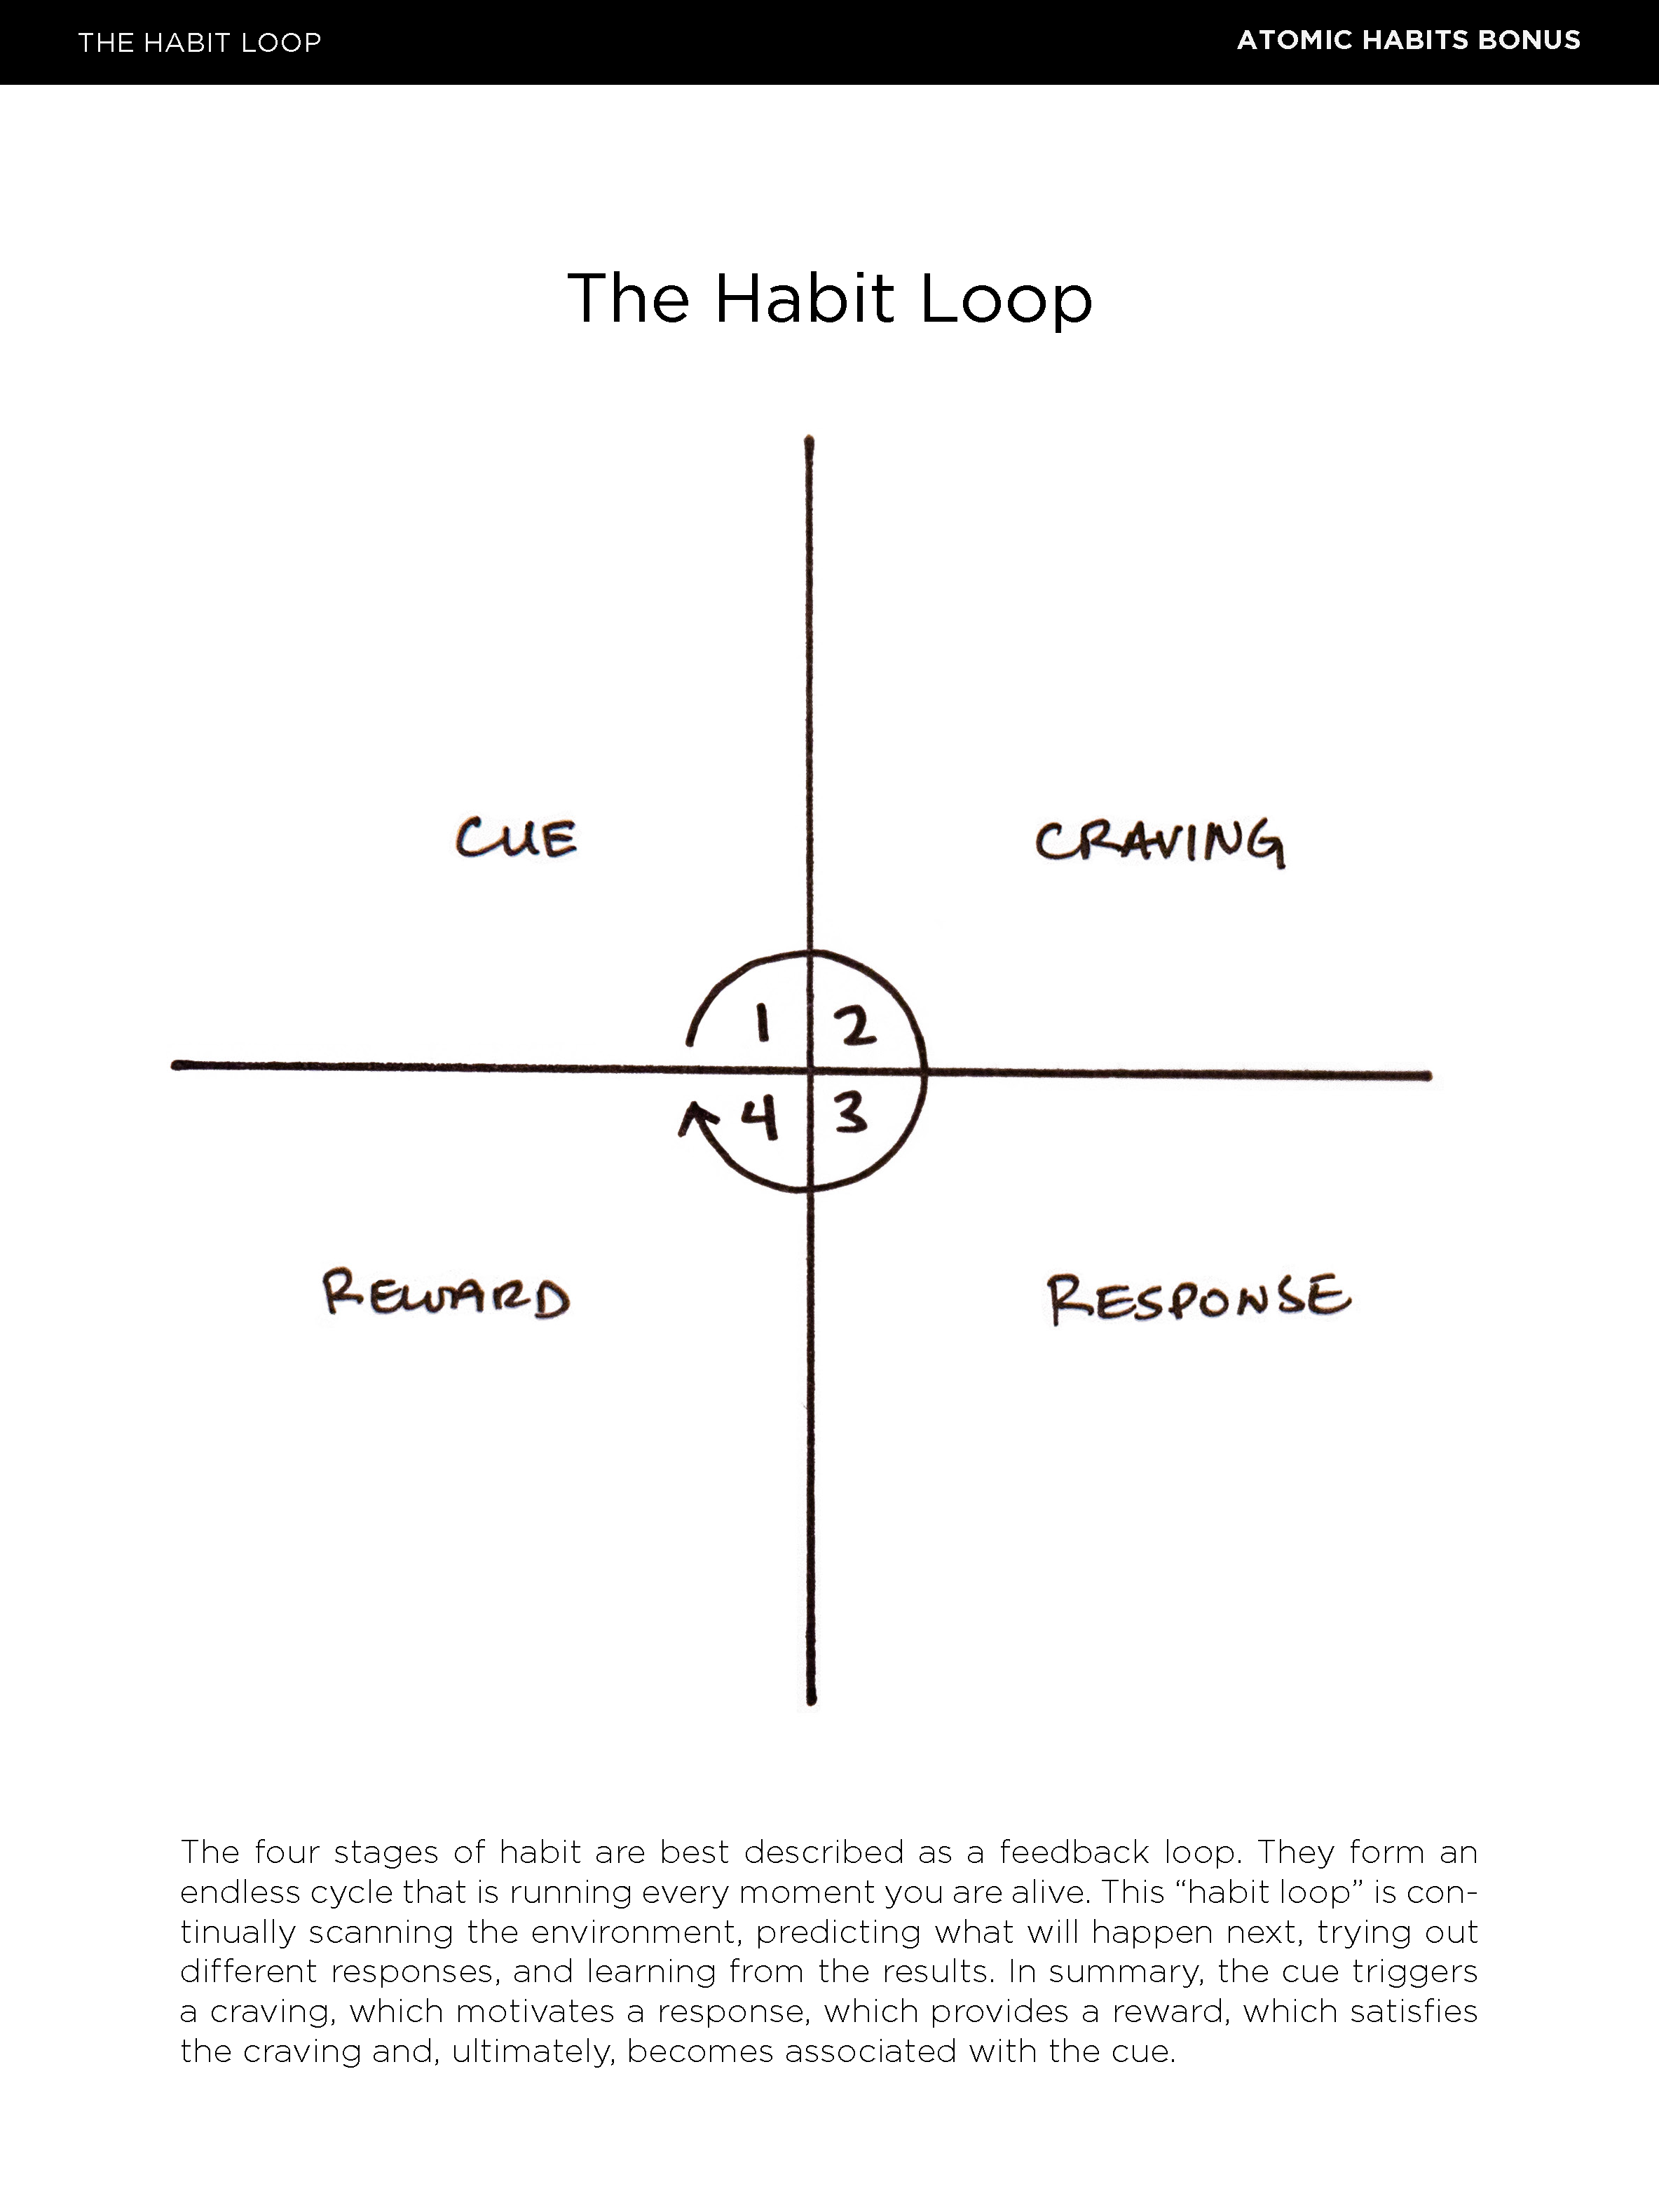 THE HABIT LOOP
ATOMIC HABITS BONUS
The Habit Loop
CUE
CRAVING
1 2
4 3
REWARD
RESPONSE
The four stages of habit are best described as a feedback loop. They form an
endless cycle that is running every moment you are alive. This “habit loop” is con-
tinually scanning the environment, predicting what will happen next, trying out
different responses, and learning from the results. In summary, the cue triggers
a craving, which motivates a response, which provides a reward, which satisfies
the craving and, ultimately, becomes associated with the cue.